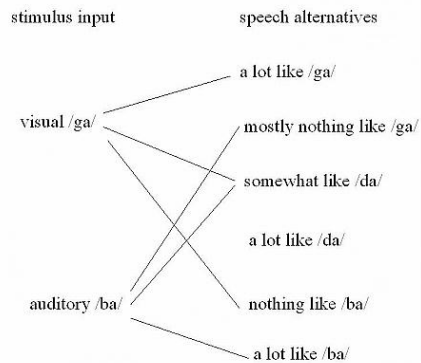 stimulus input speech alternatives
a lot like /ga/
visual /ga/ mostly nothing like /ga/
somewhat like /da/
a lot like /da/
auditory /ba/ nothing like /ba/
a lot like /ba/